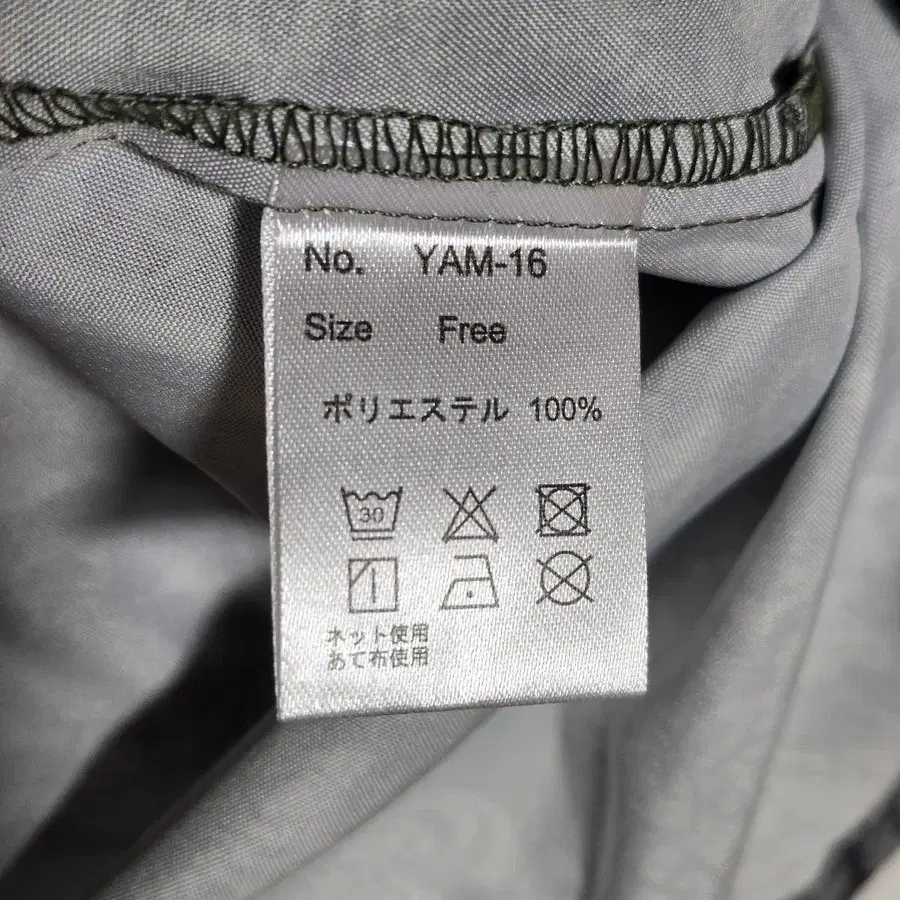 No. YAM-16
Size Free
ポリエステル 100%
30
ネット使用
あて布使用